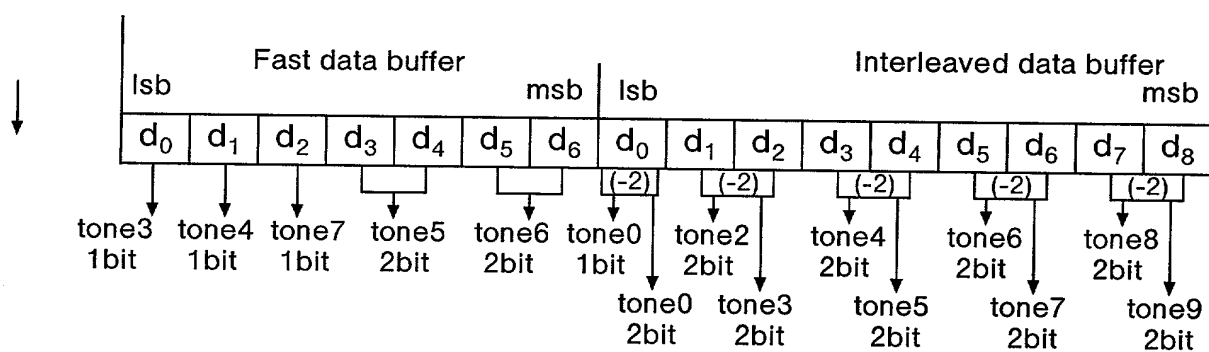 Fast data buffer Interleaved data buffer
lsb msb lsb msb
d0 d1 d2 d3 d4 d5 d6 d0 d1 d2 d3 d4 d5 d6 d7 d8
(-2) (-2) (-2) (-2) (-2)
tone3 tone4 tone7 tone5 tone6 tone0 tone2 tone4 tone6 tone8
1bit 1bit 1bit 2bit 2bit 1bit 2bit 2bit 2bit 2bit
tone0 tone3 tone5 tone7 tone9
2bit 2bit 2bit 2bit 2bit